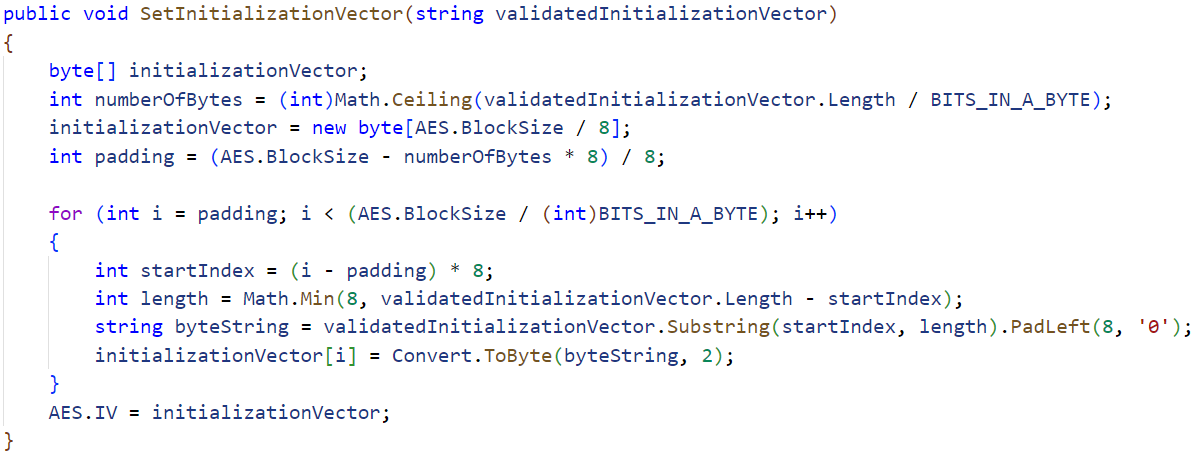 public void SetInitializationVector(string validatedInitializationVector)
{
    byte[] initializationVector;
    int numberOfBytes = (int)Math.Ceiling(validatedInitializationVector.Length / BITS_IN_A_BYTE);
    initializationVector = new byte[AES.BlockSize / 8];
    int padding = (AES.BlockSize - numberOfBytes * 8) / 8;

    for (int i = padding; i < (AES.BlockSize / (int)BITS_IN_A_BYTE); i++)
    {
        int startIndex = (i - padding) * 8;
        int length = Math.Min(8, validatedInitializationVector.Length - startIndex);
        string byteString = validatedInitializationVector.Substring(startIndex, length).PadLeft(8, '0');
        initializationVector[i] = Convert.ToByte(byteString, 2);
    }
    AES.IV = initializationVector;
}